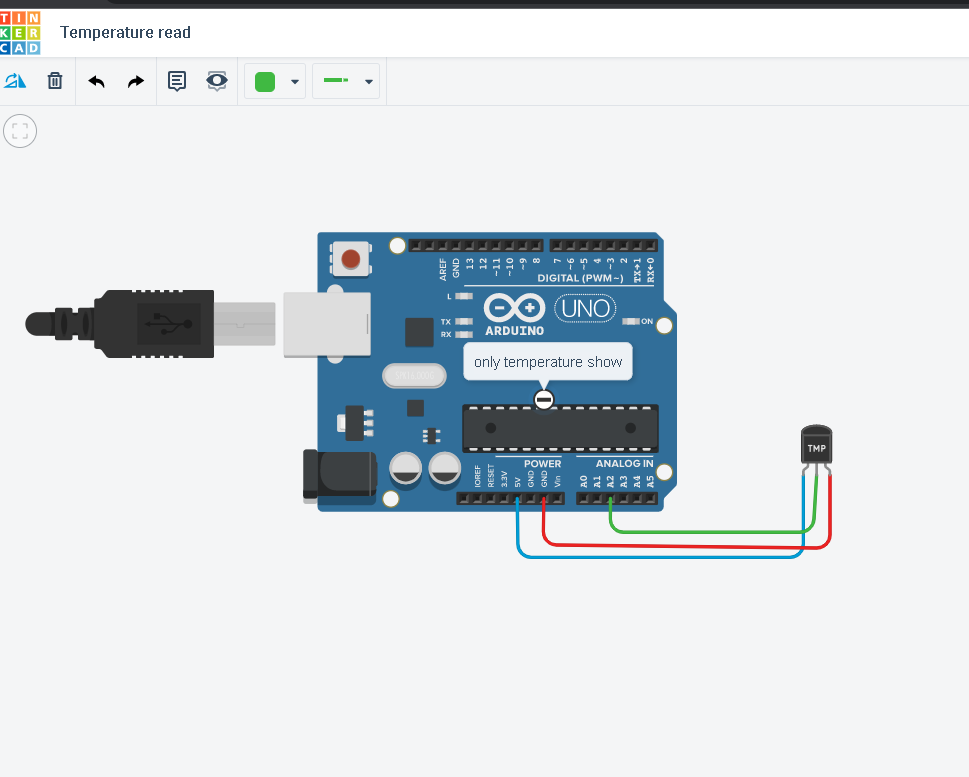 TIN
KER
CAD
Temperature read
AREF
GND
13
12
~11
~10
~9
8
7
~6
~5
4
~3
2
TX→1
RX←0
DIGITAL (PWM~)
L
TX
RX
UNO
ARDUINO
ON
only temperature show
TMP
POWER
ANALOG IN
IOREF
RESET
3.3V
5V
GND
GND
Vin
A0
A1
A2
A3
A4
A5